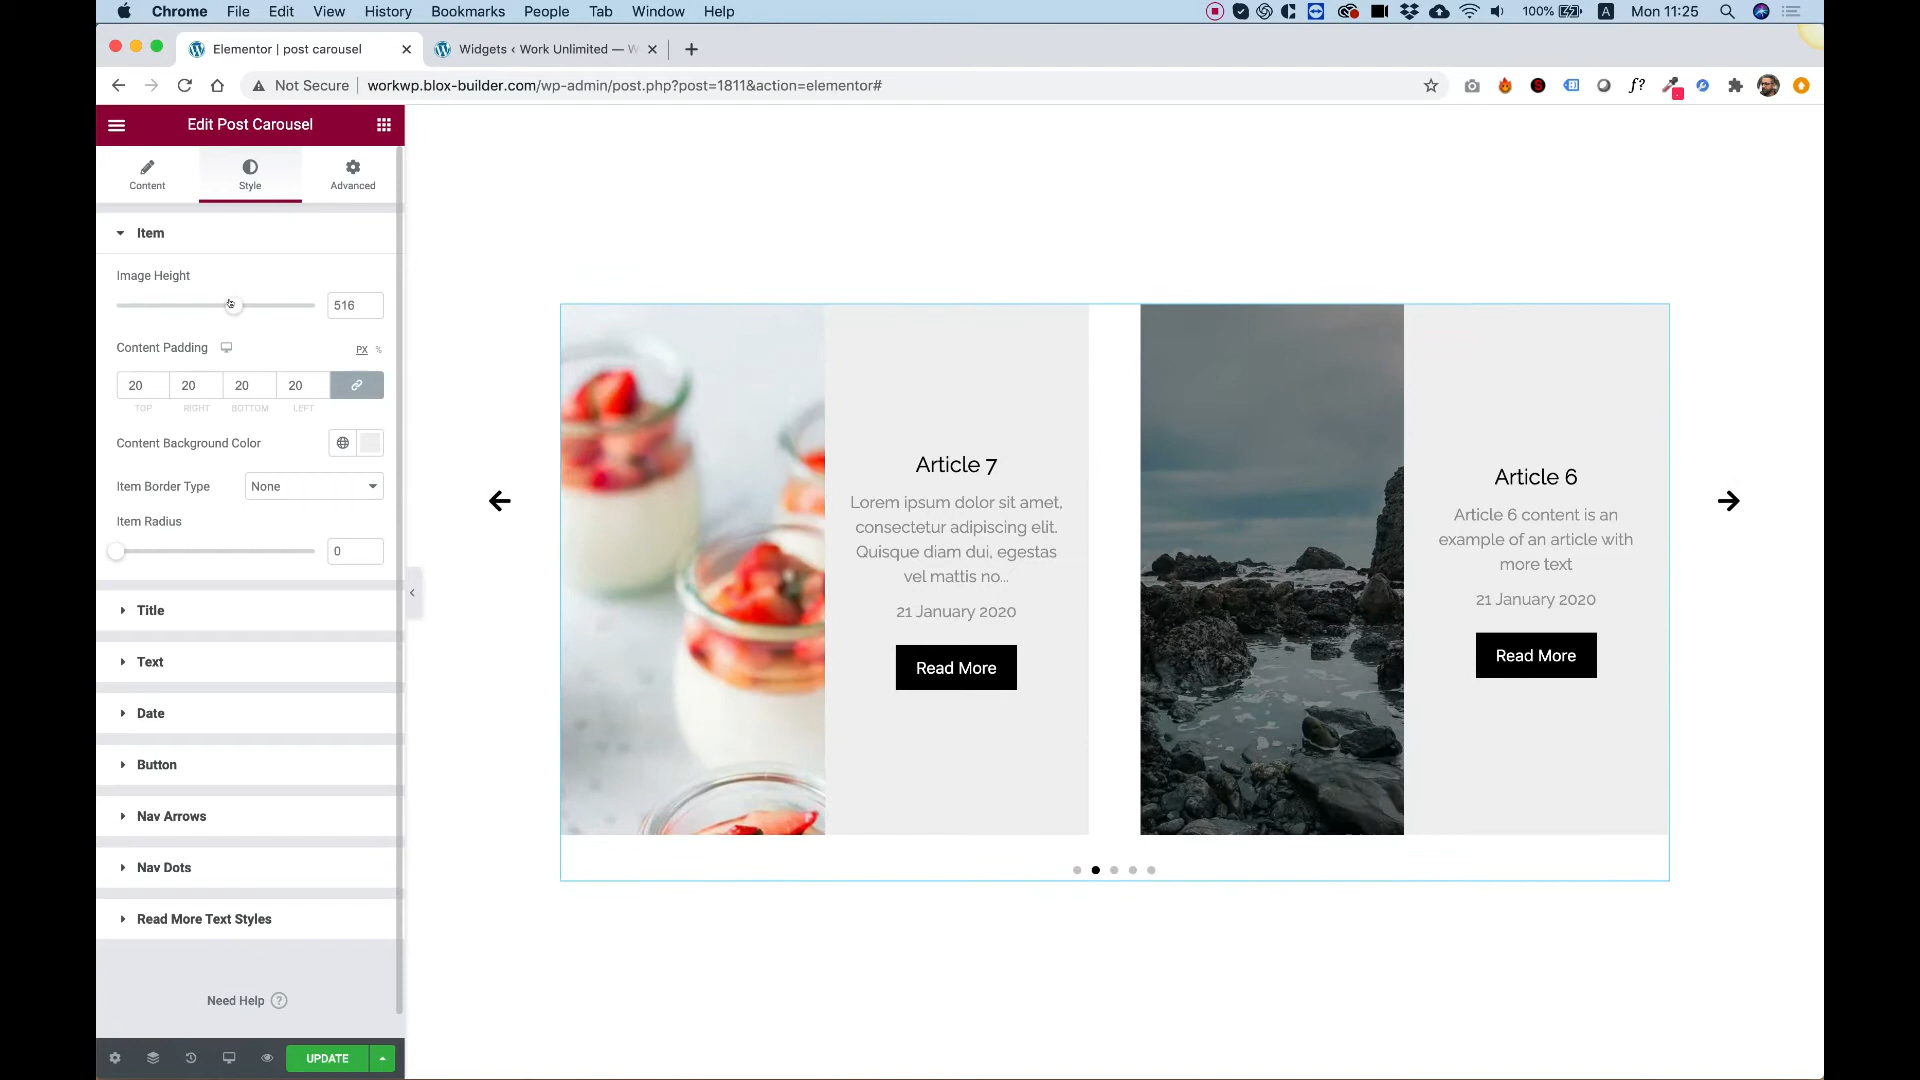 Chrome File Edit View History Bookmarks People Tab Window Help
100% A Mon 11:25
Elementor | post carousel
Widgets ‹ Work Unlimited — W
Not Secure workwp.blox-builder.com/wp-admin/post.php?post=1811&action=elementor#
f?
Edit Post Carousel
Content
Style
Advanced
Item
Image Height
516
Content Padding
PX %
20 20 20 20
TOP RIGHT BOTTOM LEFT
Content Background Color
Item Border Type None
Item Radius
0
Title
Text
Date
Button
Nav Arrows
Nav Dots
Read More Text Styles
Need Help ?
UPDATE
Article 7
Lorem ipsum dolor sit amet,
consectetur adipiscing elit.
Quisque diam dui, egestas
vel mattis no...
21 January 2020
Read More
Article 6
Article 6 content is an
example of an article with
more text
21 January 2020
Read More